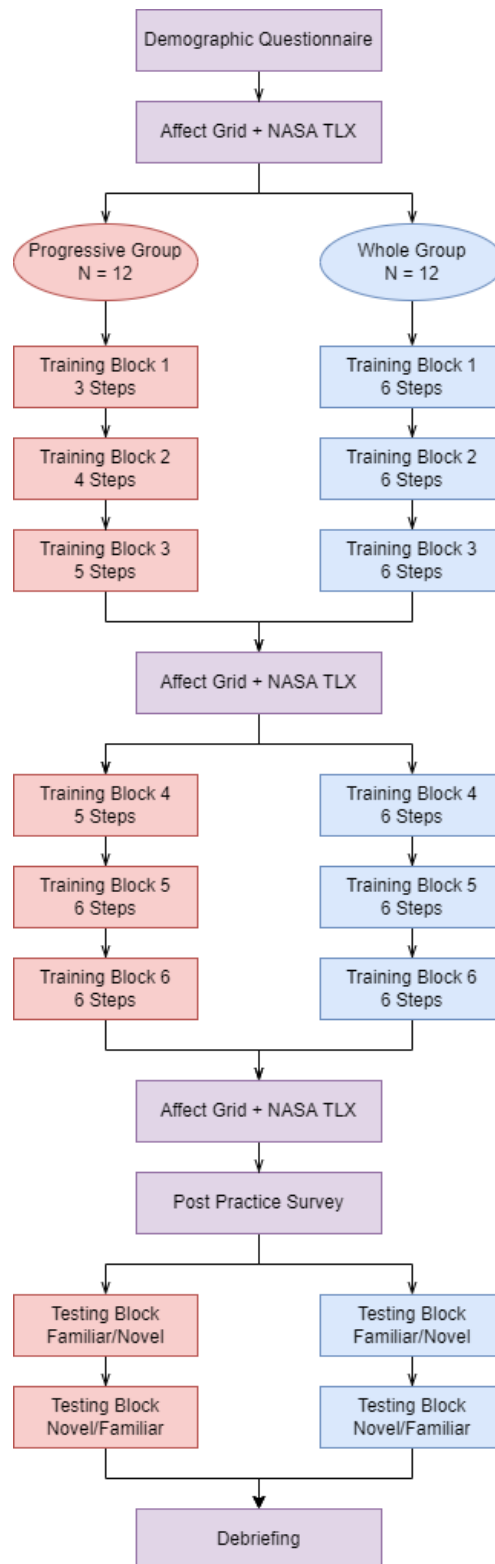 Demographic Questionnaire
Affect Grid + NASA TLX
Progressive Group
N = 12
Whole Group
N = 12
Training Block 1
3 Steps
Training Block 1
6 Steps
Training Block 2
4 Steps
Training Block 2
6 Steps
Training Block 3
5 Steps
Training Block 3
6 Steps
Affect Grid + NASA TLX
Training Block 4
5 Steps
Training Block 4
6 Steps
Training Block 5
6 Steps
Training Block 5
6 Steps
Training Block 6
6 Steps
Training Block 6
6 Steps
Affect Grid + NASA TLX
Post Practice Survey
Testing Block
Familiar/Novel
Testing Block
Familiar/Novel
Testing Block
Novel/Familiar
Testing Block
Novel/Familiar
Debriefing